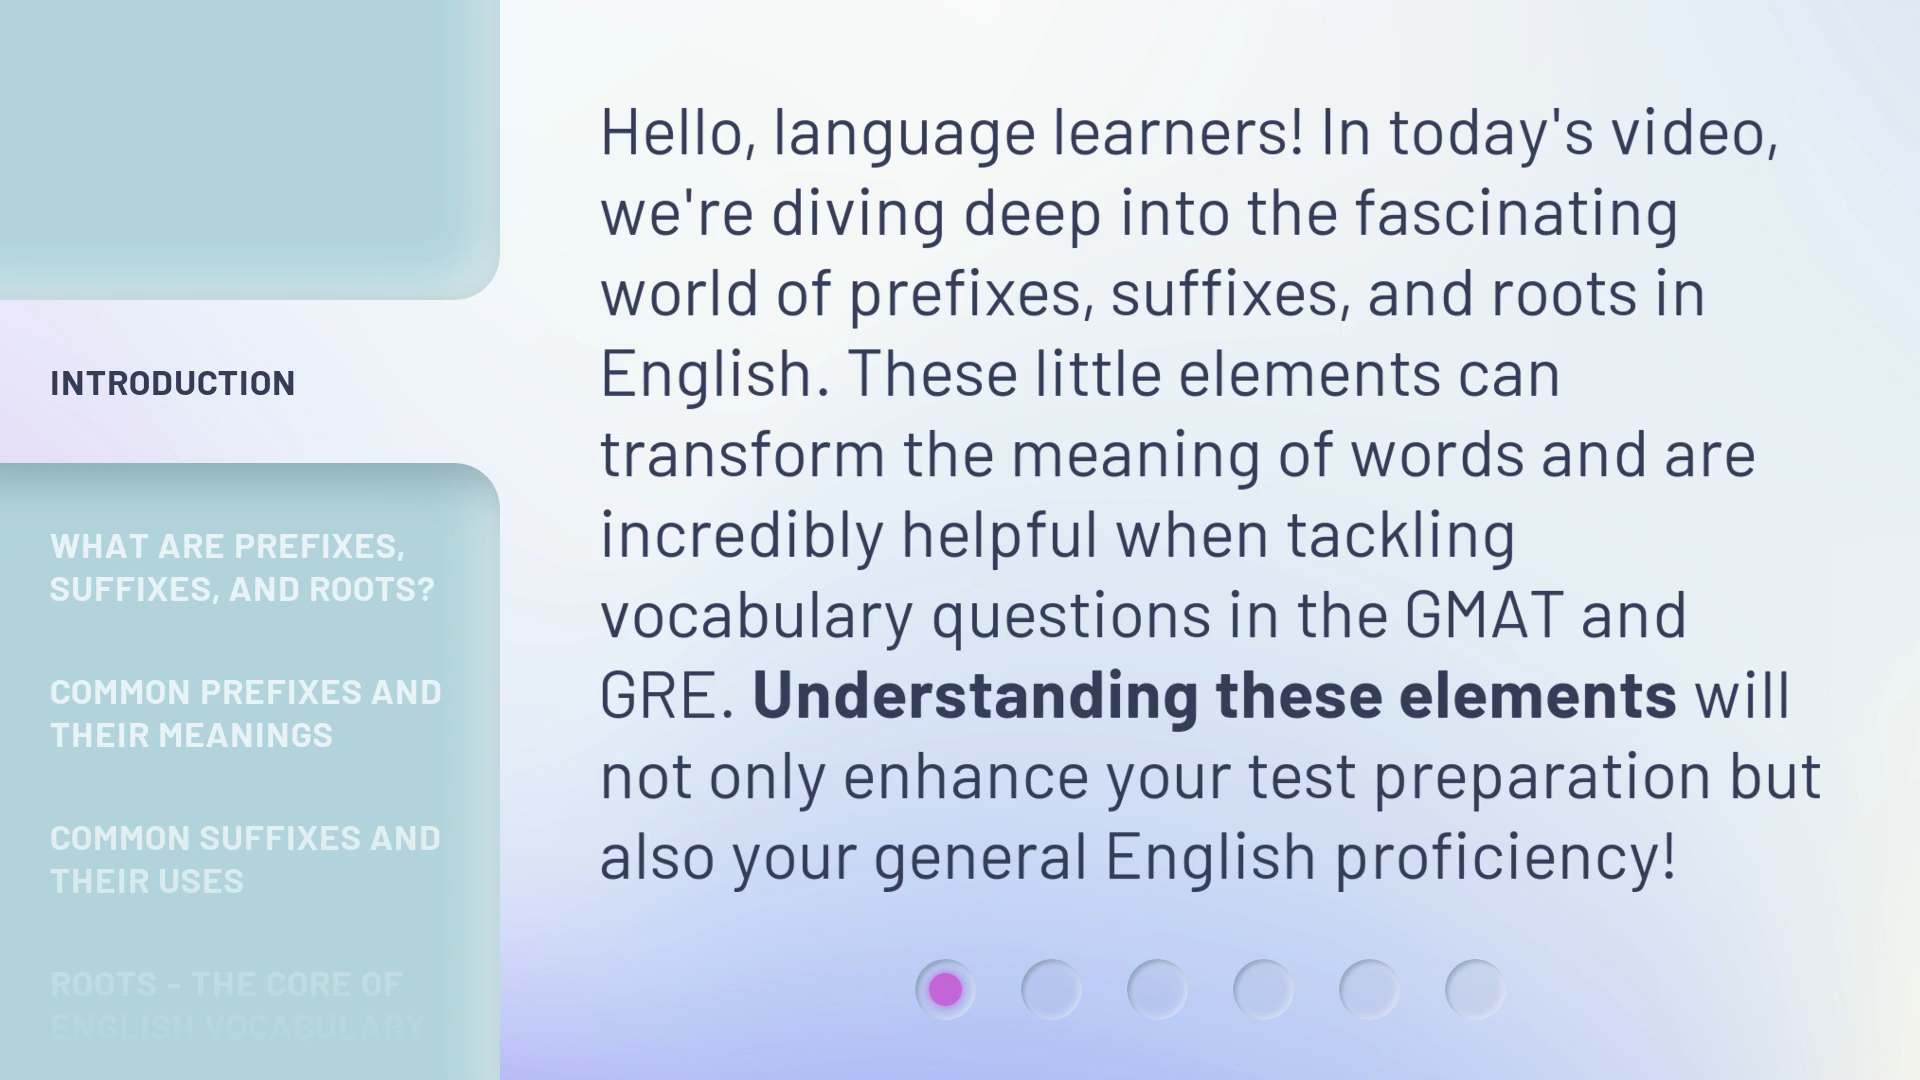 INTRODUCTION
WHAT ARE PREFIXES,
SUFFIXES, AND ROOTS?
COMMON PREFIXES AND
THEIR MEANINGS
COMMON SUFFIXES AND
THEIR USES
ROOTS - THE CORE OF
ENGLISH VOCABULARY
Hello, language learners! In today's video,
we're diving deep into the fascinating
world of prefixes, suffixes, and roots in
English. These little elements can
transform the meaning of words and are
incredibly helpful when tackling
vocabulary questions in the GMAT and
GRE. Understanding these elements will
not only enhance your test preparation but
also your general English proficiency!